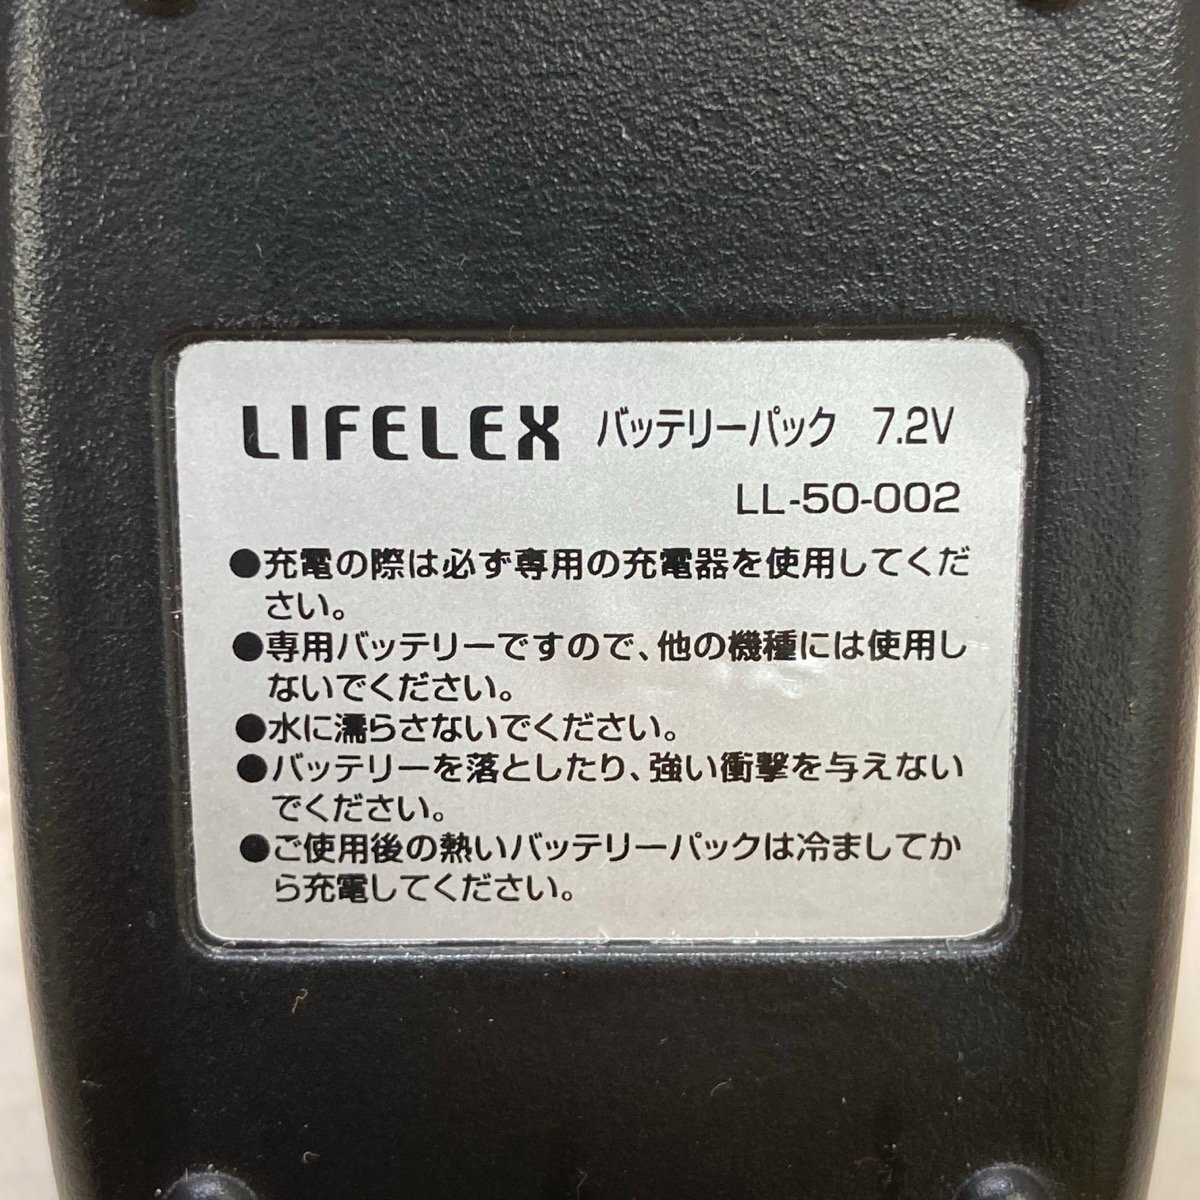 LIFELEX バッテリーパック 7.2V
LL-50-002
●充電の際は必ず専用の充電器を使用してくだ
さい。
●専用バッテリーですので、他の機種には使用し
ないでください。
●水に濡らさないでください。
●バッテリーを落としたり、強い衝撃を与えない
でください。
●ご使用後の熱いバッテリーパックは冷ましてか
ら充電してください。